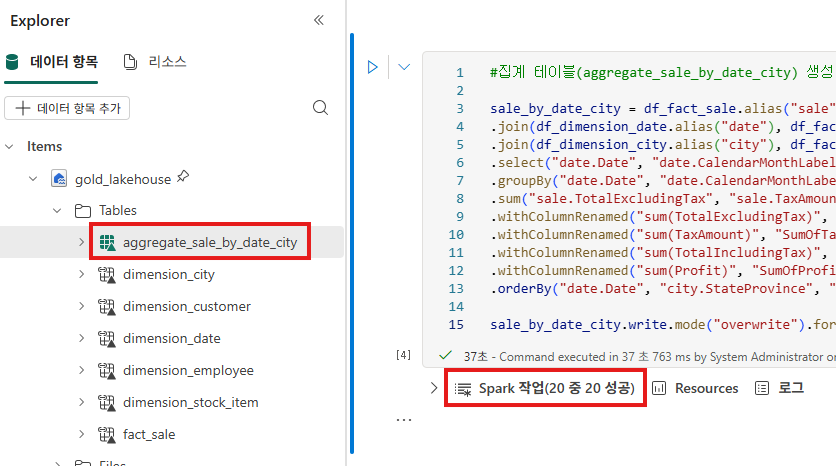 Explorer
데이터 항목
리소스
데이터 항목 추가
Items
gold_lakehouse
Tables
aggregate_sale_by_date_city
dimension_city
dimension_customer
dimension_date
dimension_employee
dimension_stock_item
fact_sale
Files
1 #집계 테이블(aggregate_sale_by_date_city) 생성
2
3 sale_by_date_city = df_fact_sale.alias("sale"
4 .join(df_dimension_date.alias("date"), df_fac
5 .join(df_dimension_city.alias("city"), df_fac
6 .select("date.Date", "date.CalendarMonthLabel
7 .groupBy("date.Date", "date.CalendarMonthLabe
8 .sum("sale.TotalExcludingTax", "sale.TaxAmoun
9 .withColumnRenamed("sum(TotalExcludingTax)",
10 .withColumnRenamed("sum(TaxAmount)", "SumOfTa
11 .withColumnRenamed("sum(TotalIncludingTax)",
12 .withColumnRenamed("sum(Profit)", "SumOfProfi
13 .orderBy("date.Date", "city.StateProvince", "
14
15 sale_by_date_city.write.mode("overwrite").for
[4] 37초 - Command executed in 37 초 763 ms by System Administrator or
Spark 작업(20 중 20 성공) Resources 로그
...